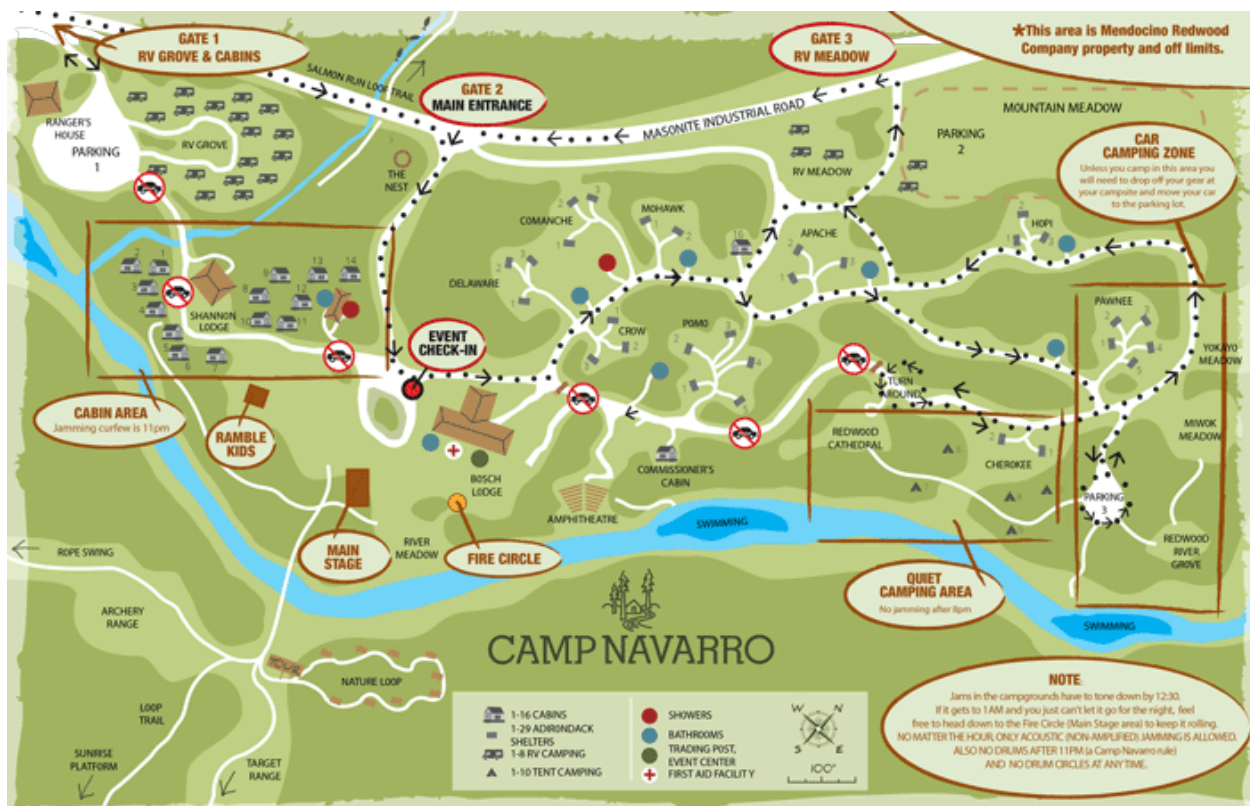 GATE 1
RV GROVE & CABINS
GATE 2
MAIN ENTRANCE
GATE 3
RV MEADOW
*This area is Mendocino Redwood
Company property and off limits.
SALMON RUN LOOP TRAIL
MASONITE INDUSTRIAL ROAD
MOUNTAIN MEADOW
PARKING
2
RANGER'S
HOUSE
PARKING
1
RV GROVE
THE
NEST
RV MEADOW
CAR
CAMPING ZONE
Unless you camp in this area you
will need to drop off your gear at
your campsite and move your car
to the parking lot.
COMANCHE
MOHAWK
APACHE
HOPI
DELAWARE
CROW
POMO
PAWNEE
YOKAYO
MEADOW
MIWOK
MEADOW
SHANNON
LODGE
EVENT
CHECK-IN
CABIN AREA
Jamming curfew is 11pm
RAMBLE
KIDS
BOSCH
LODGE
AMPHITHEATRE
COMMISSIONER'S
CABIN
TURN
AROUND
REDWOOD
CATHEDRAL
CHEROKEE
PARKING
3
REDWOOD
RIVER
GROVE
MAIN
STAGE
RIVER
MEADOW
FIRE CIRCLE
SWIMMING
QUIET
CAMPING AREA
No jamming after 8pm
SWIMMING
ROPE SWING
ARCHERY
RANGE
TOUR
NATURE LOOP
LOOP
TRAIL
SUNRISE
PLATFORM
TARGET
RANGE
CAMP NAVARRO
1-16 CABINS
1-29 ADIRONDACK
SHELTERS
1-8 RV CAMPING
1-10 TENT CAMPING
SHOWERS
BATHROOMS
TRADING POST,
EVENT CENTER
FIRST AID FACILITY
W N
S E
100'
NOTE:
Jams in the campgrounds have to tone down by 12:30.
If it gets to 1AM and you just can't let it go for the night, feel
free to head down to the Fire Circle (Main Stage area) to keep it rolling.
NO MATTER THE HOUR, ONLY ACOUSTIC (NON-AMPLIFIED) JAMMING IS ALLOWED.
ALSO NO DRUMS AFTER 11PM (a Camp Navarro rule)
AND NO DRUM CIRCLES AT ANY TIME.